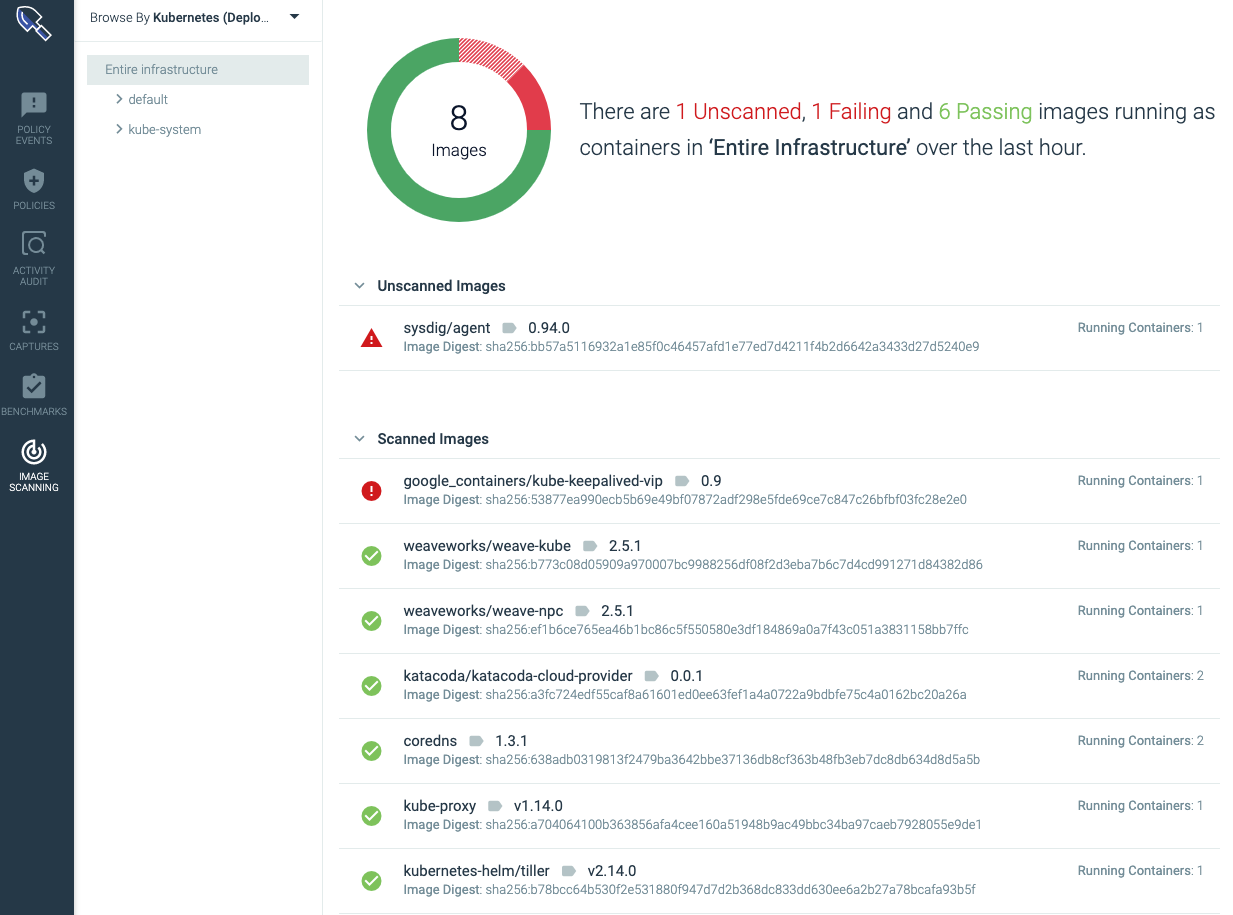 Browse By Kubernetes (Deplo...
Entire infrastructure
default
kube-system
POLICY
EVENTS
POLICIES
ACTIVITY
AUDIT
CAPTURES
BENCHMARKS
IMAGE
SCANNING
8
Images
There are 1 Unscanned, 1 Failing and 6 Passing images running as
containers in ‘Entire Infrastructure’ over the last hour.
Unscanned Images
sysdig/agent 0.94.0 Running Containers: 1
Image Digest: sha256:bb57a5116932a1e85f0c46457afd1e77ed7d4211f4b2d6642a3433d27d5240e9
Scanned Images
google_containers/kube-keepalived-vip 0.9 Running Containers: 1
Image Digest: sha256:53877ea990ecb5b69e49bf07872adf298e5fde69ce7c847c26bfbf03fc28e2e0
weaveworks/weave-kube 2.5.1 Running Containers: 1
Image Digest: sha256:b773c08d05909a970007bc9988256df08f2d3eba7b6c7d4cd991271d84382d86
weaveworks/weave-npc 2.5.1 Running Containers: 1
Image Digest: sha256:ef1b6ce765ea46b1bc86c5f550580e3df184869a0a7f43c051a3831158bb7ffc
katacoda/katacoda-cloud-provider 0.0.1 Running Containers: 2
Image Digest: sha256:a3fc724edf55caf8a61601ed0ee63fef1a4a0722a9bdbfe75c4a0162bc20a26a
coredns 1.3.1 Running Containers: 2
Image Digest: sha256:638adb0319813f2479ba3642bbe37136db8cf363b48fb3eb7dc8db634d8d5a5b
kube-proxy v1.14.0 Running Containers: 1
Image Digest: sha256:a704064100b363856afa4cee160a51948b9ac49bbc34ba97caeb7928055e9de1
kubernetes-helm/tiller v2.14.0 Running Containers: 1
Image Digest: sha256:b78bcc64b530f2e531880f947d7d2b368dc833dd630ee6a2b27a78bcafa93b5f